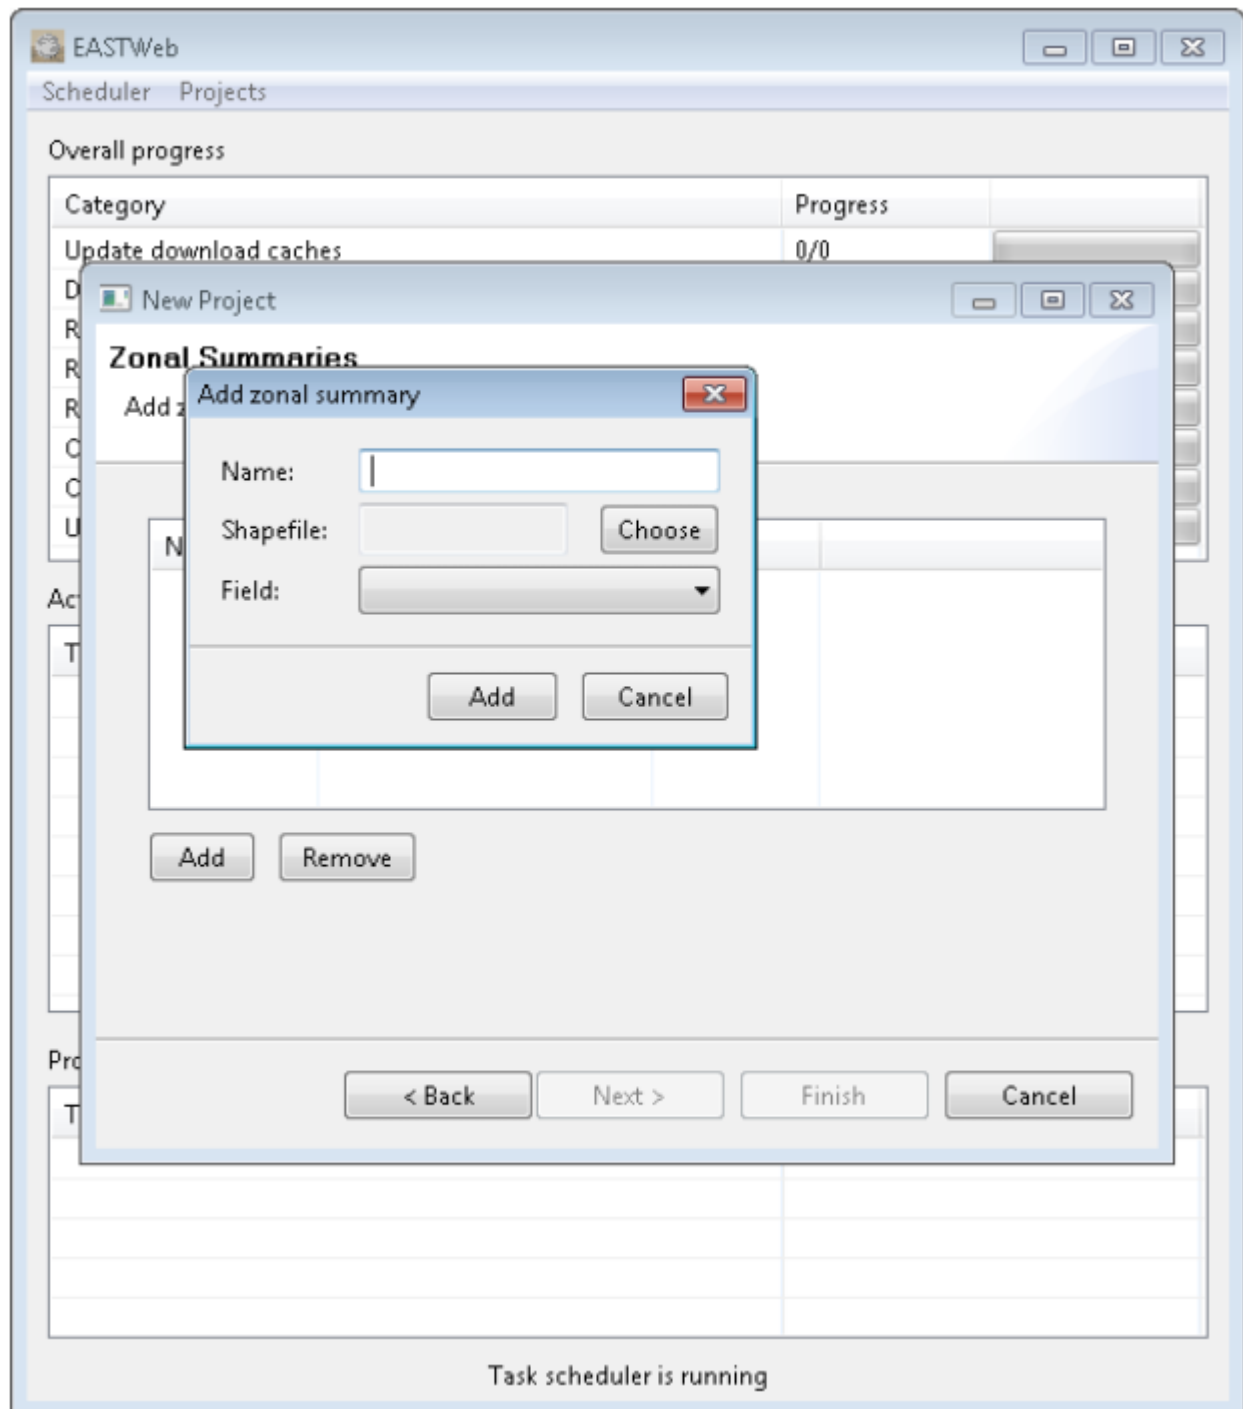 EASTWeb
Scheduler Projects
Overall progress
Category Progress
Update download caches 0/0
New Project
Zonal Summaries
Add
Add zonal summary
Name:
Shapefile: Choose
Field:
Add Cancel
Add Remove
< Back Next > Finish Cancel
Task scheduler is running